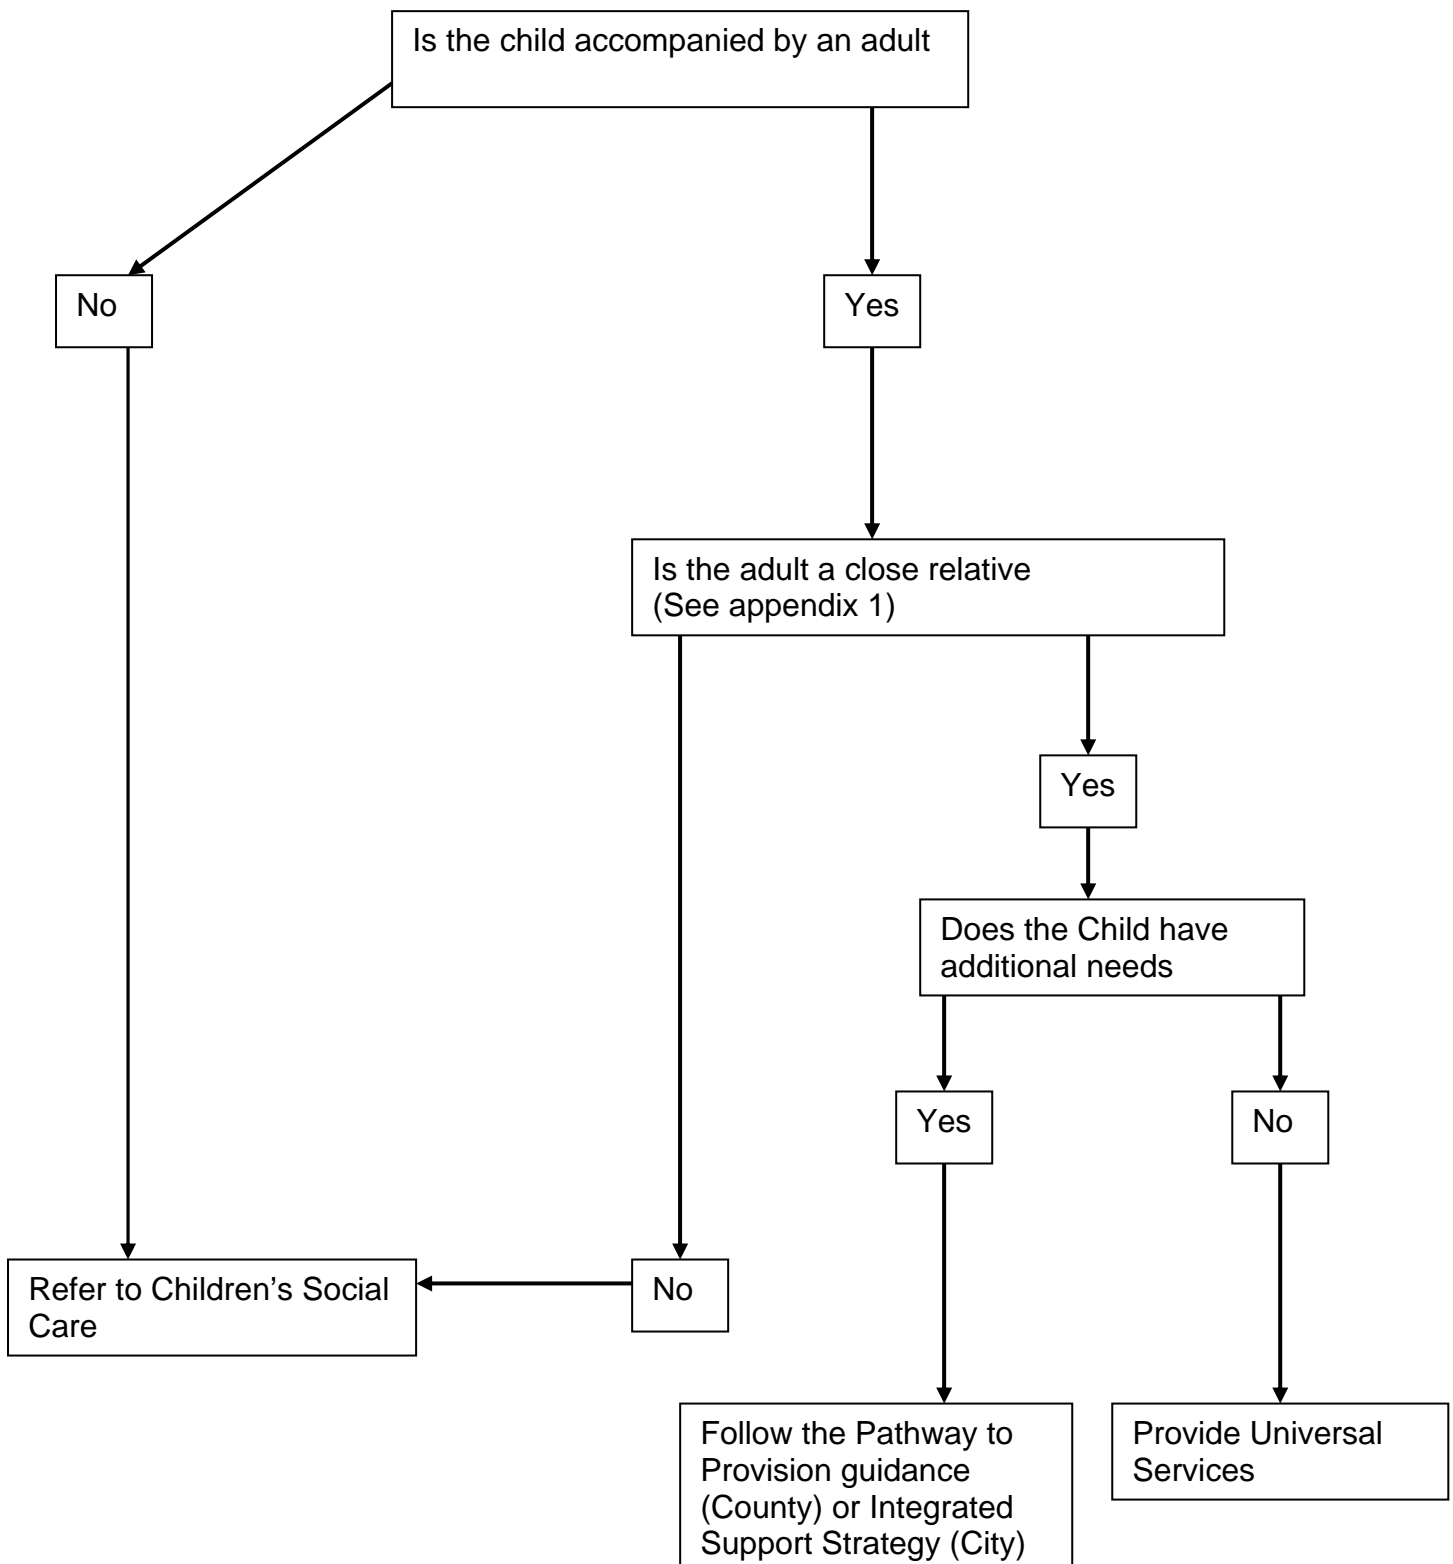 Is the child accompanied by an adult
No
Yes
Is the adult a close relative
(See appendix 1)
Yes
Does the Child have
additional needs
Yes
No
Refer to Children’s Social
Care
No
Follow the Pathway to
Provision guidance
(County) or Integrated
Support Strategy (City)
Provide Universal
Services